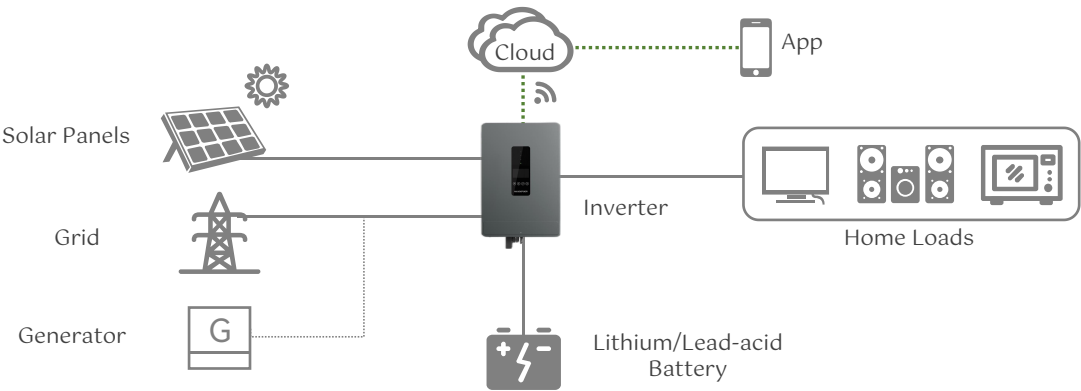 Cloud
App
Solar Panels
Inverter
Grid
Home Loads
Generator
G
Lithium/Lead-acid
Battery